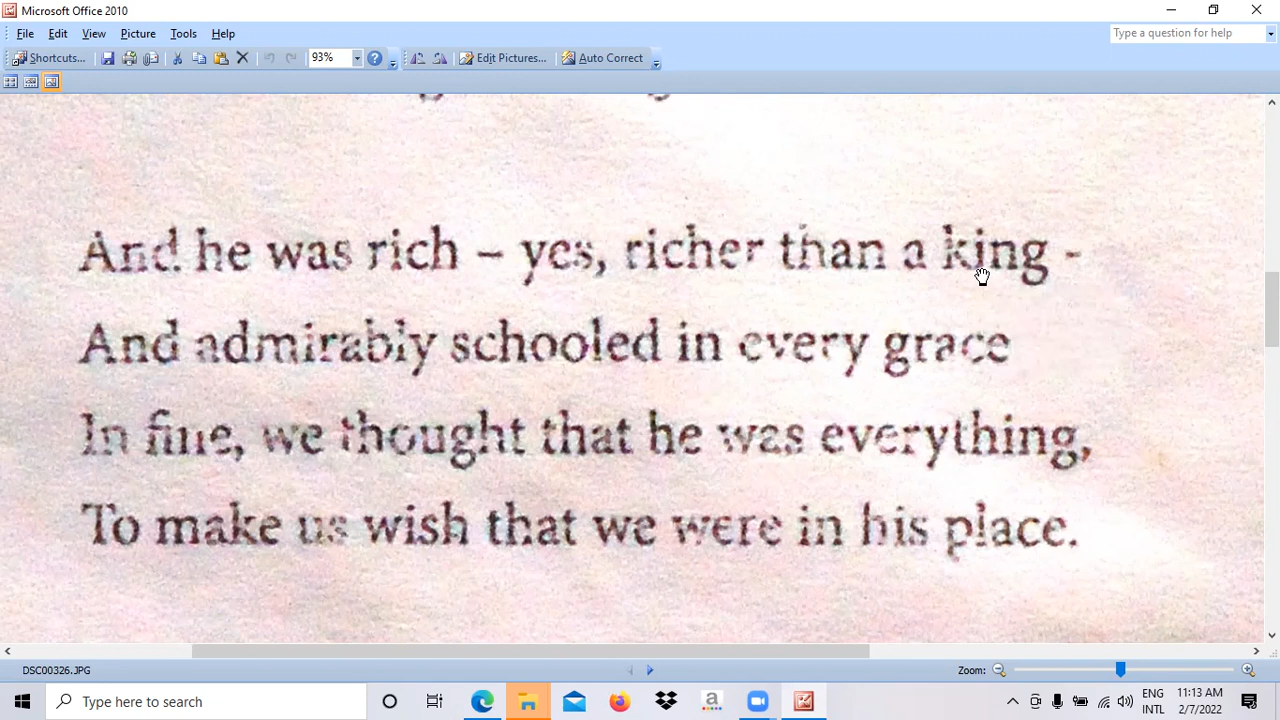 Microsoft Office 2010
File Edit View Picture Tools Help
Type a question for help
Shortcuts...
93%
Edit Pictures...
Auto Correct
And he was rich – yes, richer than a king -
And admirably schooled in every grace
In fine, we thought that he was everything,
To make us wish that we were in his place.
DSC00326.JPG
Zoom:
Type here to search
ENG
INTL
11:13 AM
2/7/2022